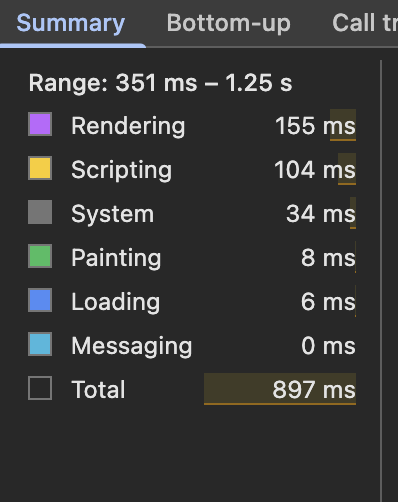 Summary Bottom-up Call
Range: 351 ms – 1.25 s
Rendering 155 ms
Scripting 104 ms
System 34 ms
Painting 8 ms
Loading 6 ms
Messaging 0 ms
Total 897 ms